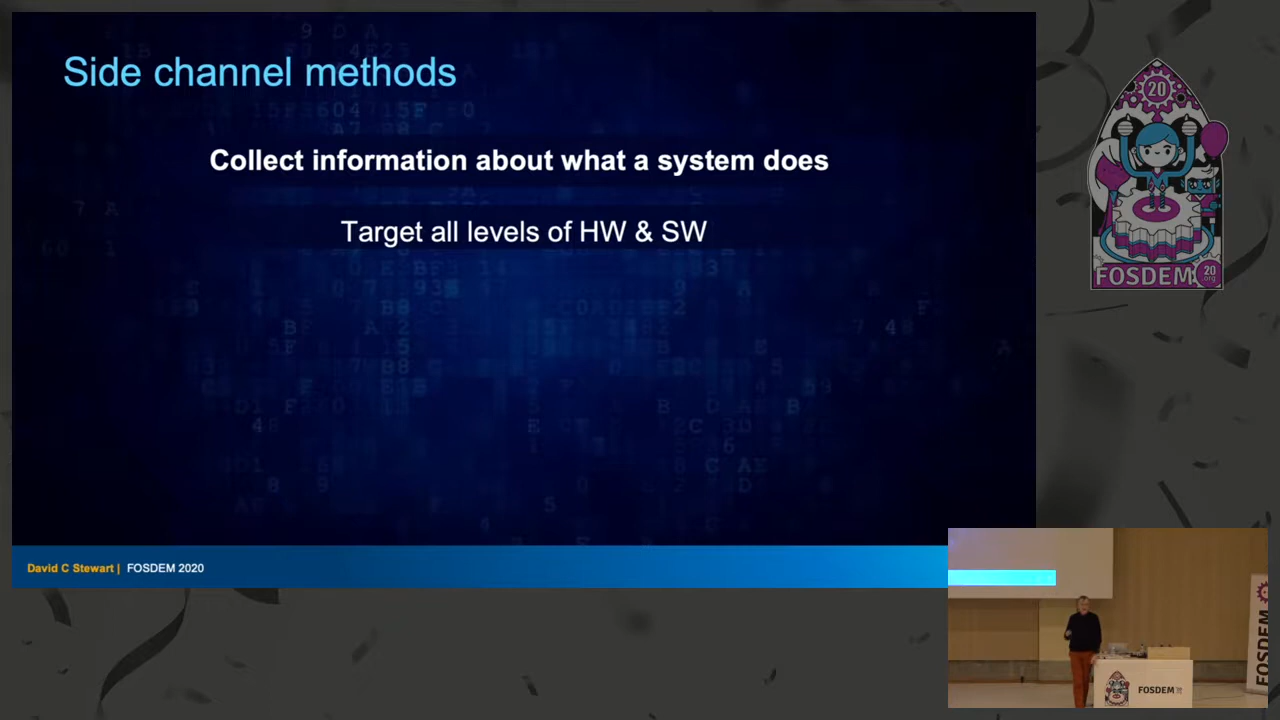 Side channel methods
Collect information about what a system does
Target all levels of HW & SW
David C Stewart | FOSDEM 2020
20
FOSDEM
20
.org
FOSDEM
FOSDEM